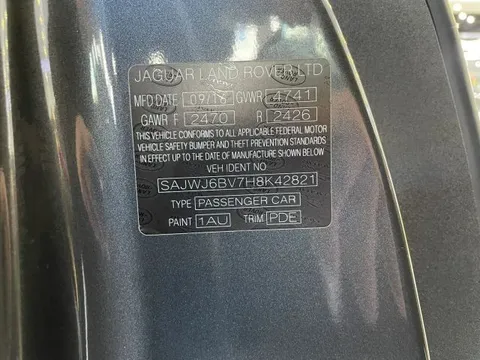 JAGUAR LAND ROVER LTD
MFD DATE 09/16 GVWR 4741
GAWR F 2470 R 2426
THIS VEHICLE CONFORMS TO ALL APPLICABLE FEDERAL MOTOR
VEHICLE SAFETY BUMPER AND THEFT PREVENTION STANDARDS
IN EFFECT UP TO THE DATE OF MANUFACTURE SHOWN BELOW
VEH IDENT NO
SAJWJ6BV7H8K42821
TYPE PASSENGER CAR
PAINT 1AU TRIM PDE